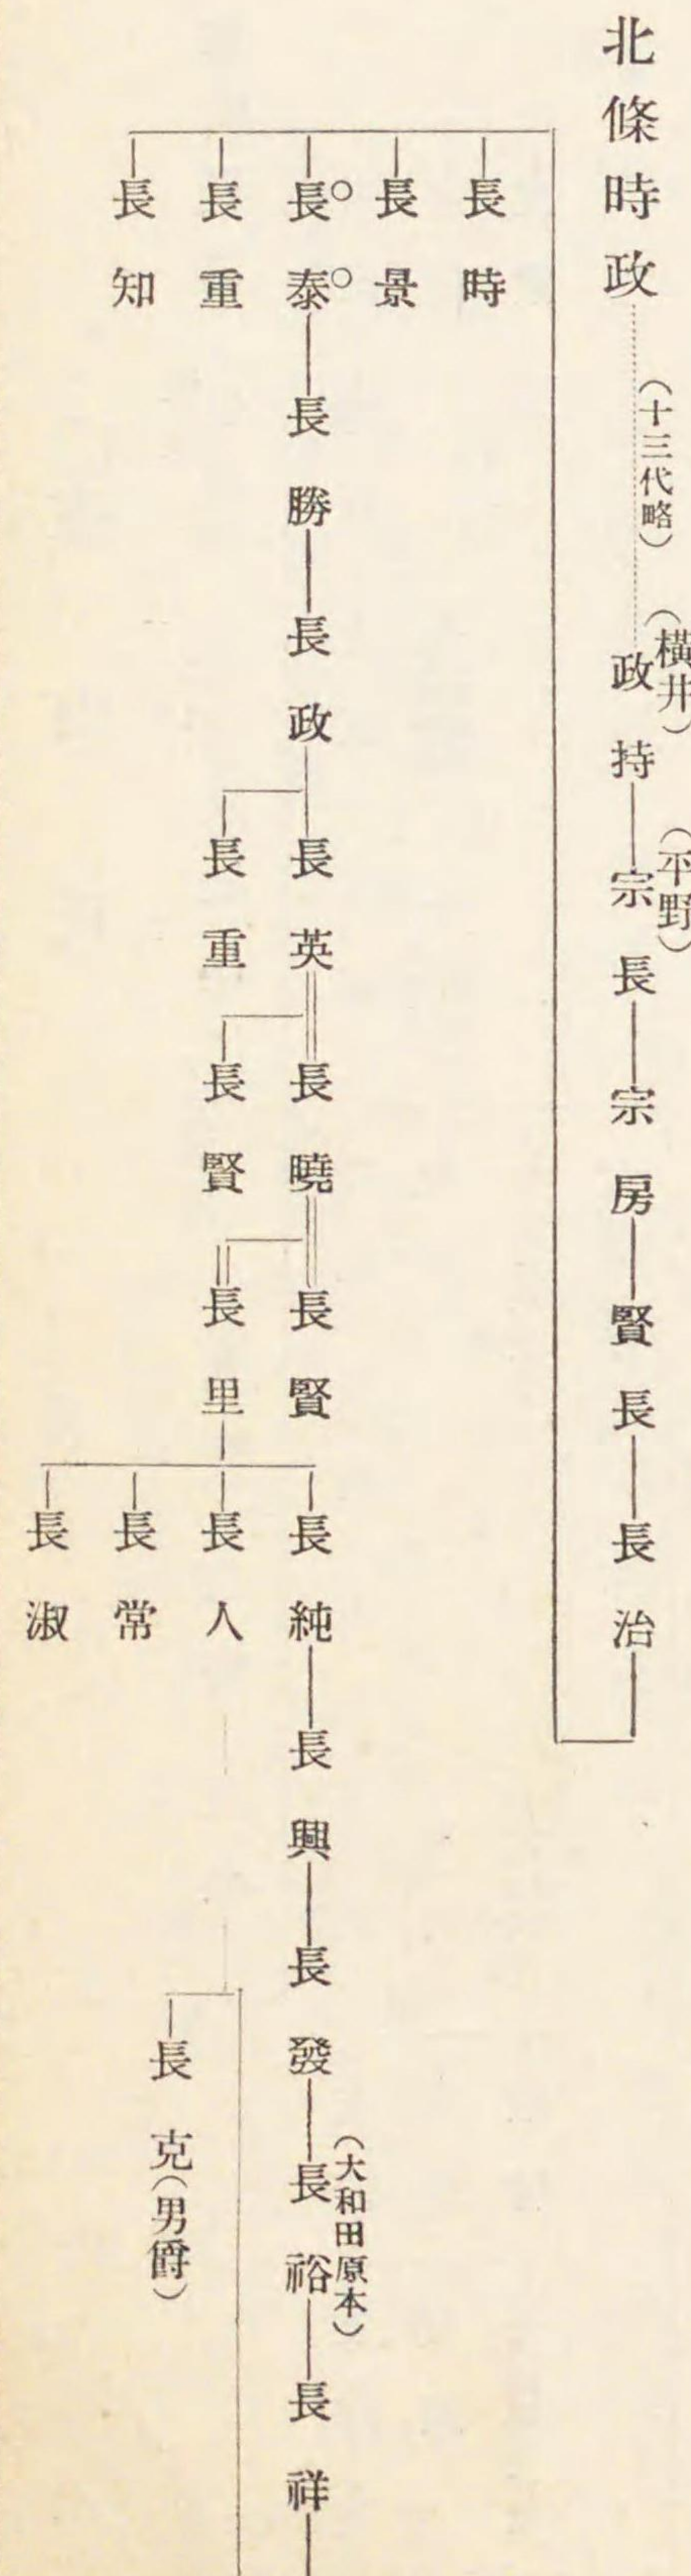 北條時政
(十三代略)
(橫井)
政持
(平野)
宗長
宗房
賢長
長治
長時
長景
長○泰○
長重
長知
長勝
長政
長英
長重
長曉
長賢
長賢
長里
長純
長人
長常
長淑
長興
長發
(大和田原本)
長裕
長祥
長克(男爵)